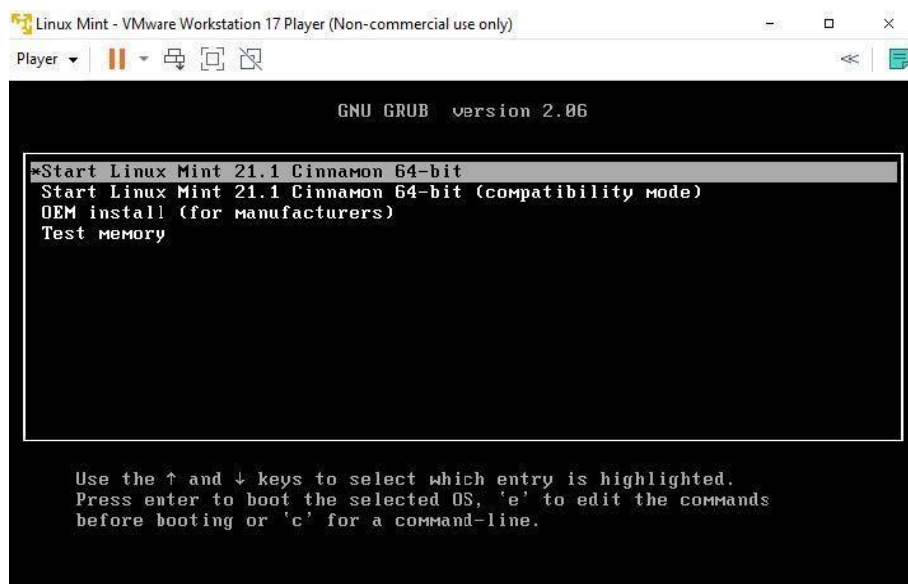 Linux Mint - VMware Workstation 17 Player (Non-commercial use only)
Player
GNU GRUB version 2.06
*Start Linux Mint 21.1 Cinnamon 64-bit
Start Linux Mint 21.1 Cinnamon 64-bit (compatibility mode)
OEM install (for manufacturers)
Test memory
Use the ↑ and ↓ keys to select which entry is highlighted.
Press enter to boot the selected OS, 'e' to edit the commands
before booting or 'c' for a command-line.